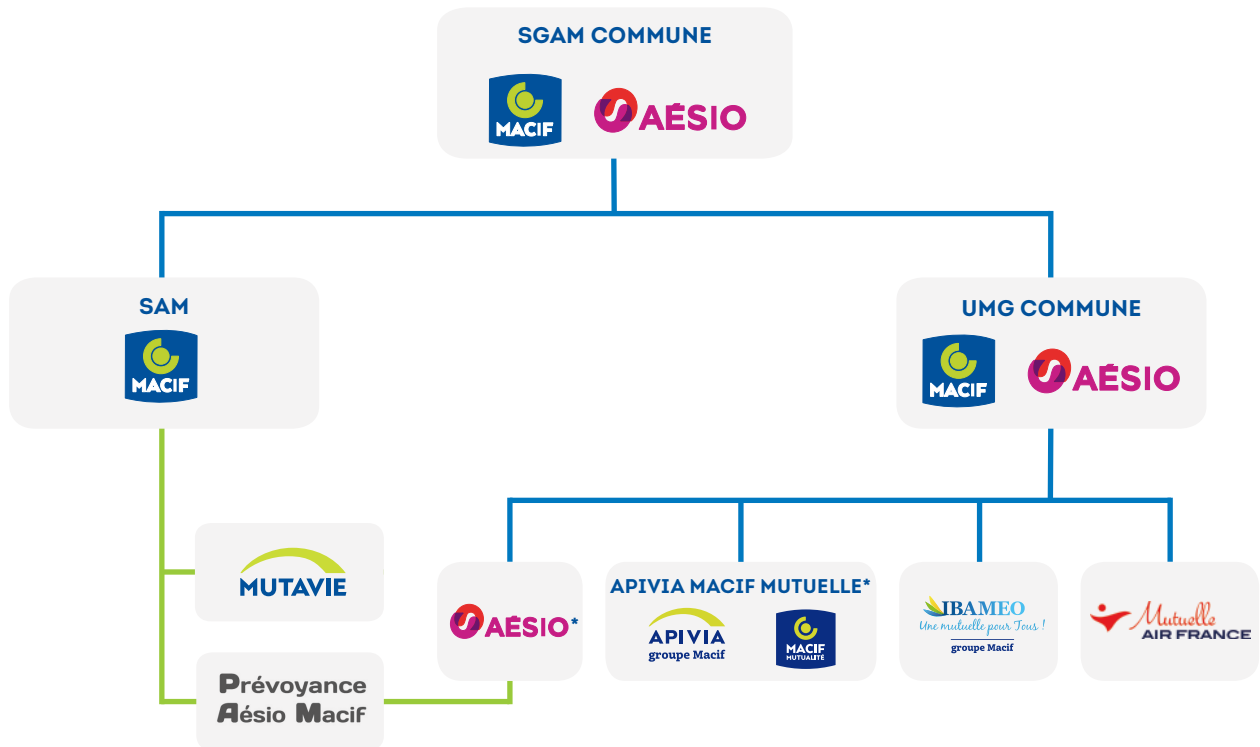 SGAM COMMUNE
MACIF
AÉSIO
SAM
MACIF
UMG COMMUNE
MACIF
AÉSIO
MUTAVIE
Prévoyance
Aésio Macif
AÉSIO*
APIVIA MACIF MUTUELLE*
APIVIA
groupe Macif
MACIF
MUTUALITÉ
IBAMEO
Une mutuelle pour Tous !
groupe Macif
Mutuelle
AIR FRANCE